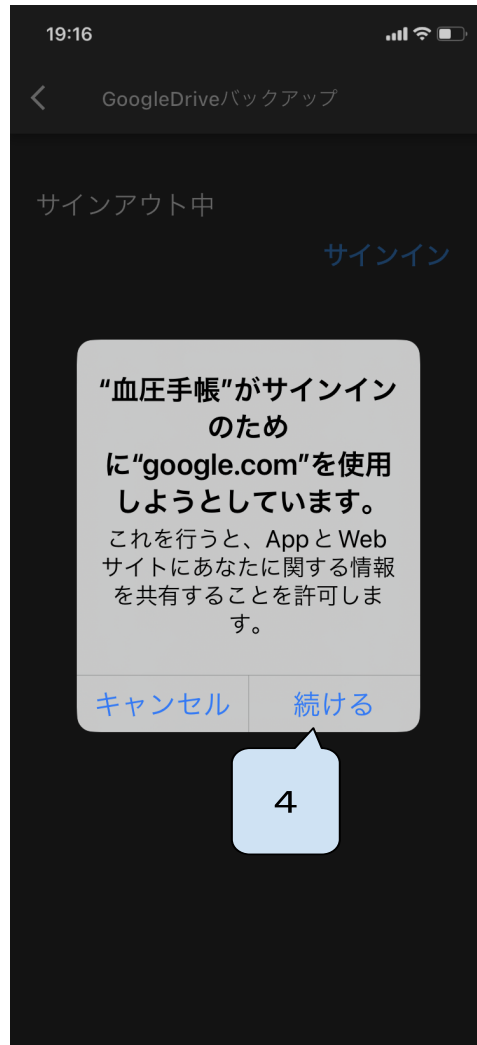 19:16
GoogleDriveバックアップ
サインアウト中
サインイン
“血圧手帳”がサインイン
のため
に“google.com”を使用
しようとしています。
これを行うと、AppとWeb
サイトにあなたに関する情報
を共有することを許可しま
す。
キャンセル
続ける
4